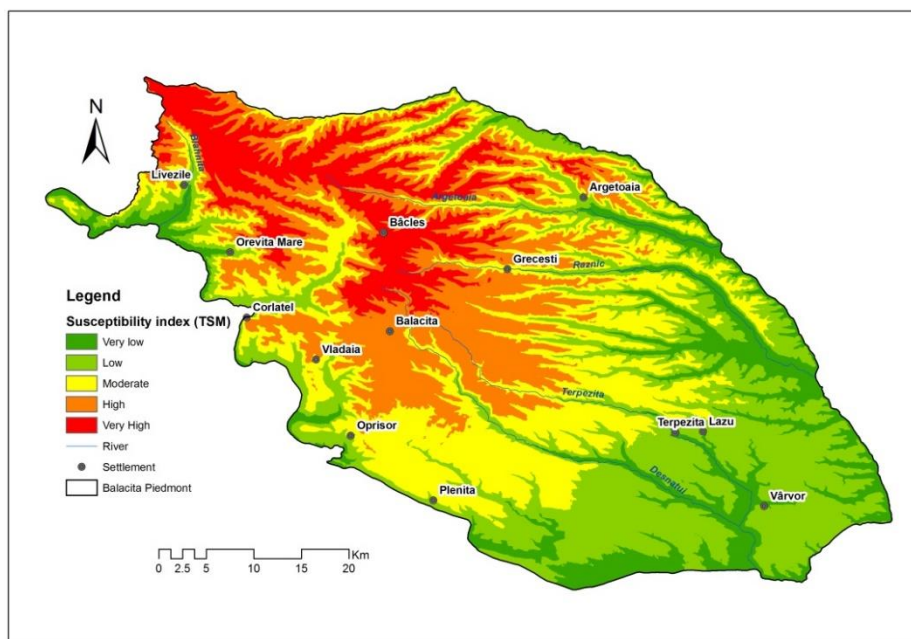 N
Blahnita
Livezile
Argetoaia
Argetoaia
Bâcles
Orevita Mare
Grecesti
Raznic
Legend
Susceptibility index (TSM)
Very low
Low
Moderate
High
Very High
River
Settlement
Balacita Piedmont
Corlatel
Balacita
Vladaia
Terpezita
Terpezita
Lazu
Oprisor
Desnatui
Plenita
Vârvor
Km
0 2.5 5 10 15 20